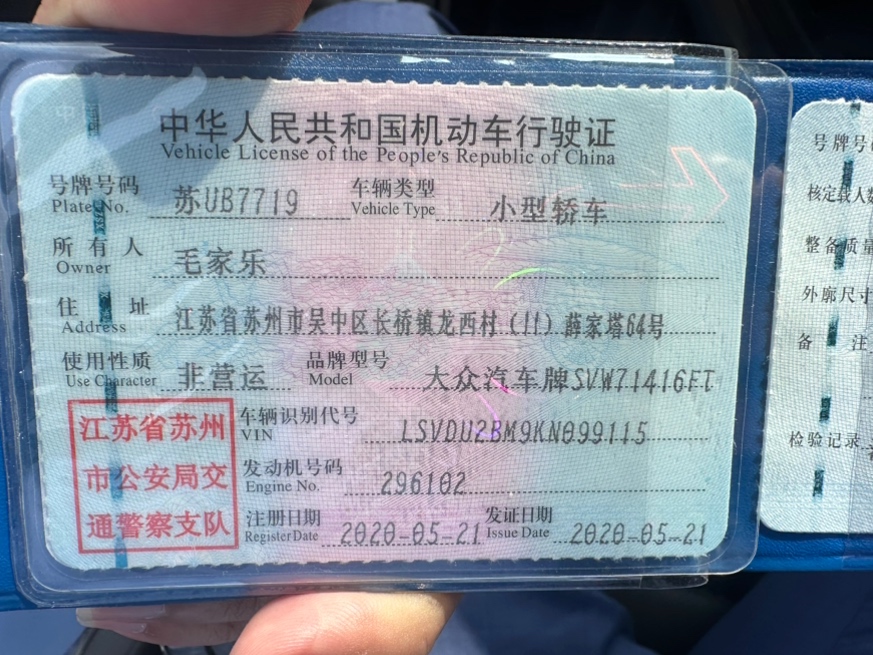 中华人民共和国机动车行驶证
Vehicle License of the People's Republic of China
号牌号码 苏UB7719 车辆类型 小型轿车
Plate No. Vehicle Type
所有人 毛家乐
Owner
住址 江苏省苏州市吴中区长桥镇龙西村(11)薛家塔64号
Address
使用性质 非营运 品牌型号 大众汽车牌SVW71416FT
Use Character Model
江苏省苏州
市公安局交
通警察支队
车辆识别代号 LSVDU2BM9KN099115
VIN
发动机号码 296102
Engine No.
注册日期 2020-05-21 发证日期 2020-05-21
Register Date Issue Date
号牌号
核定载人数
整备质量
外廓尺寸
备注
检验记录